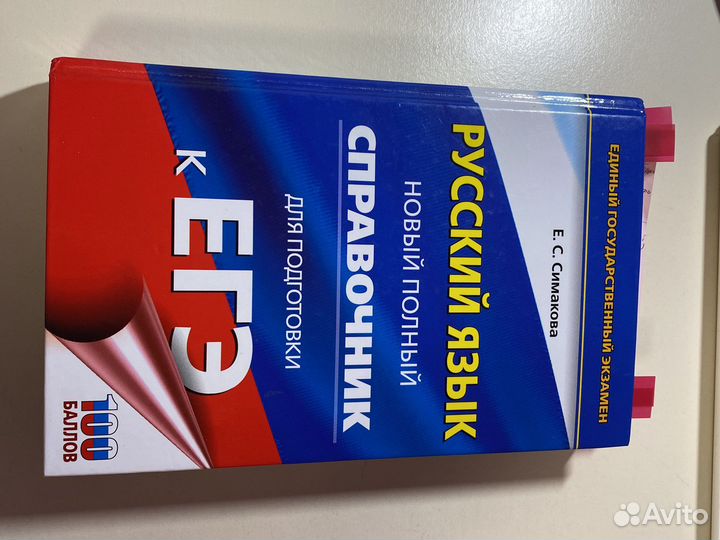 ЕДИНЫЙ ГОСУДАРСТВЕННЫЙ ЭКЗАМЕН
Е. С. Симакова
РУССКИЙ ЯЗЫК
НОВЫЙ ПОЛНЫЙ
СПРАВОЧНИК
ДЛЯ ПОДГОТОВКИ
К ЕГЭ
100
БАЛЛОВ
Avito